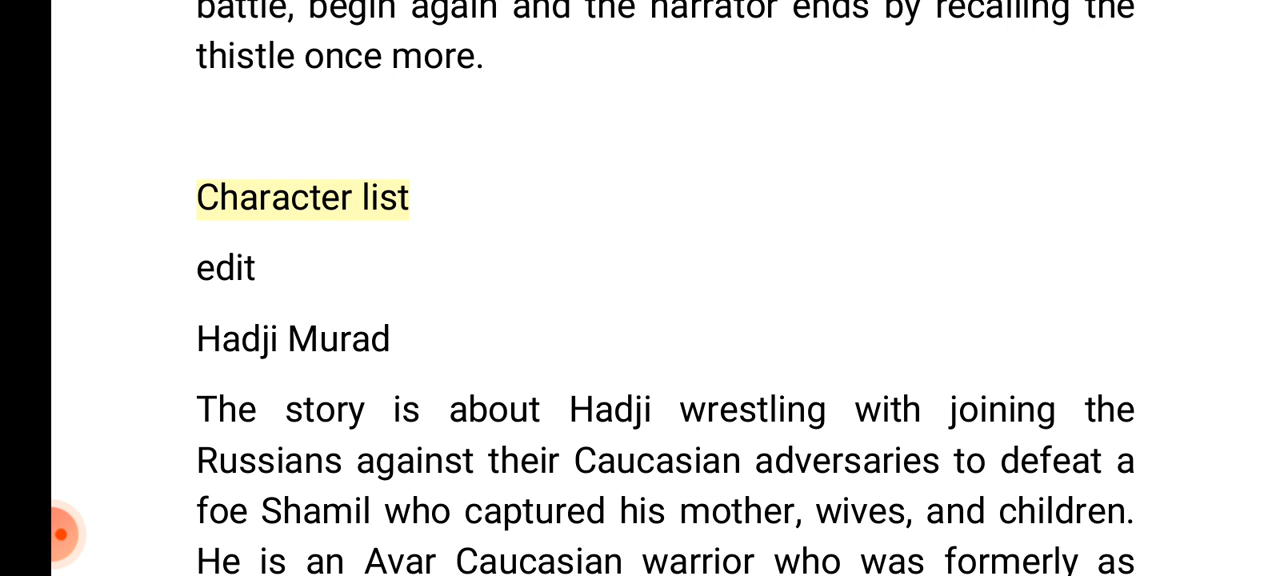 battle, begin again and the narrator ends by recalling the
thistle once more.
Character list
edit
Hadji Murad
The story is about Hadji wrestling with joining the
Russians against their Caucasian adversaries to defeat a
foe Shamil who captured his mother, wives, and children.
He is an Avar Caucasian warrior who was formerly as